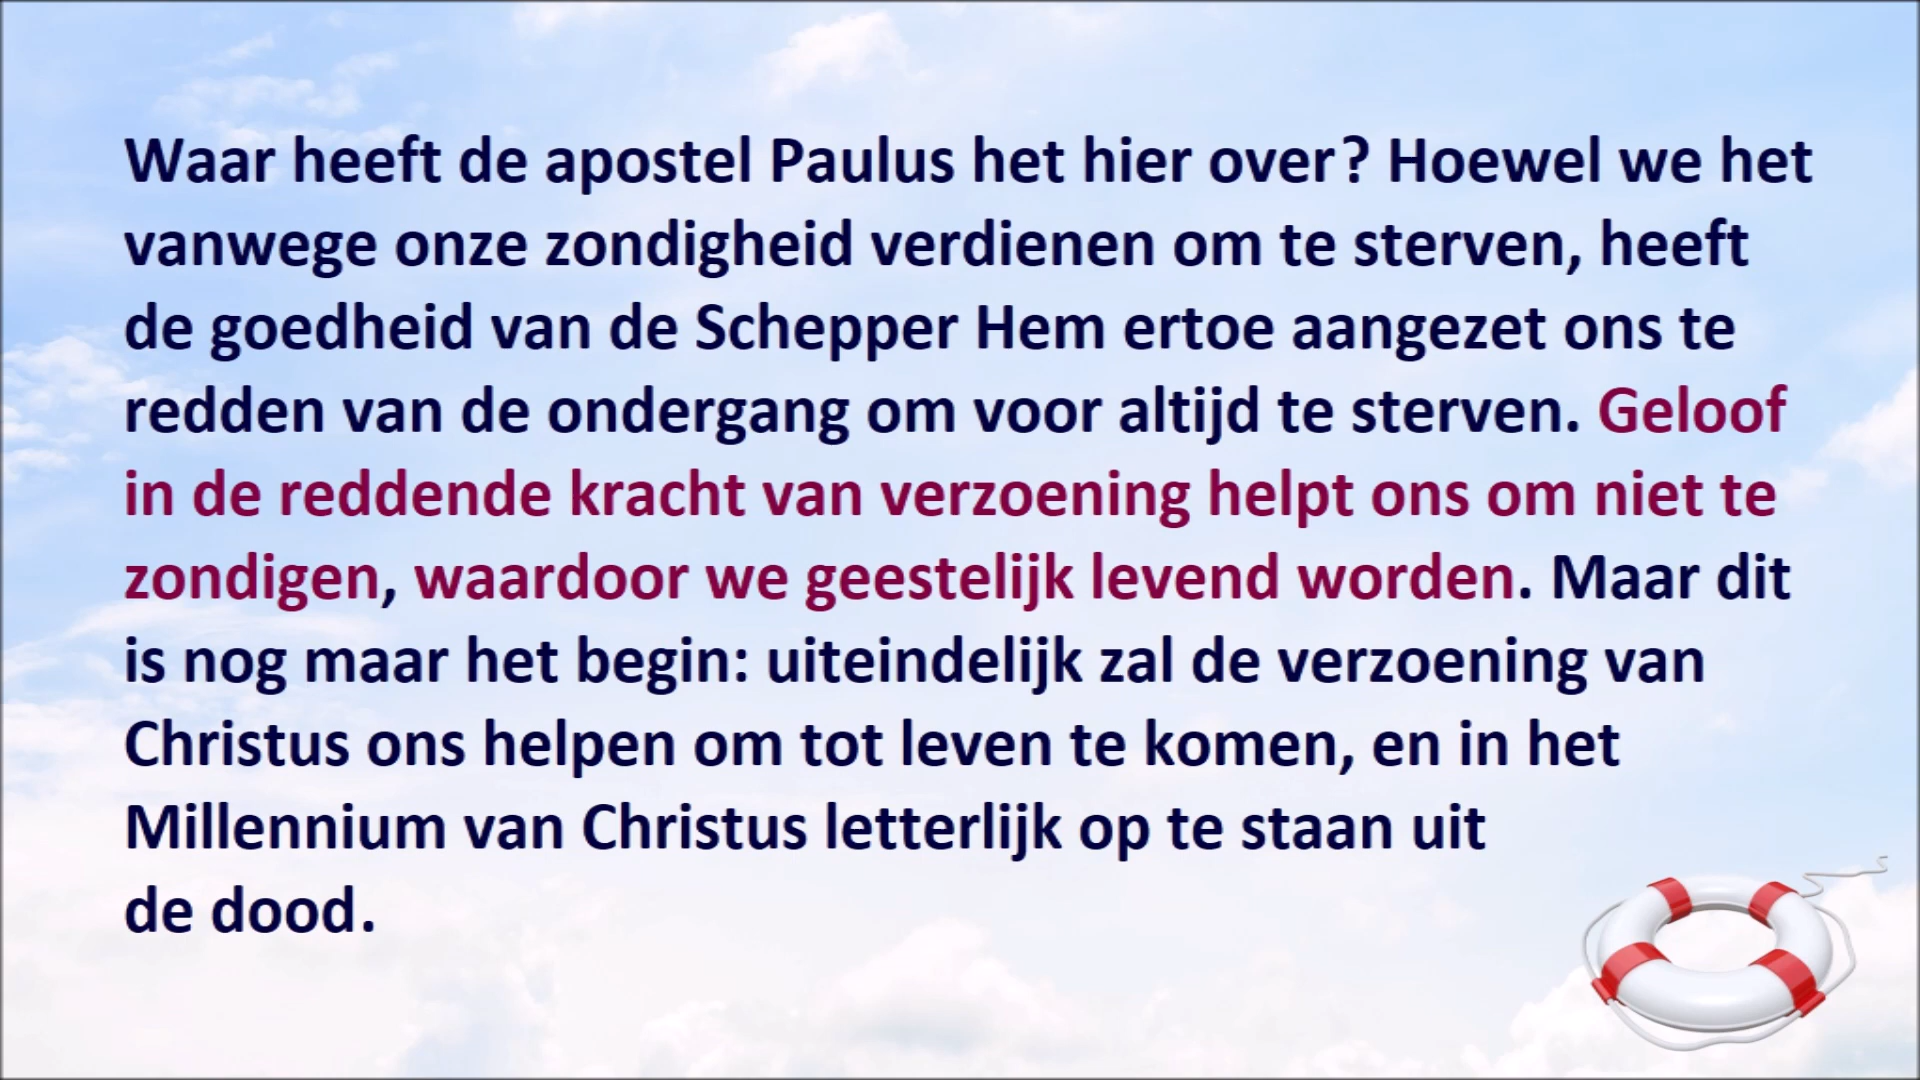 Waar heeft de apostel Paulus het hier over? Hoewel we het
vanwege onze zondigheid verdienen om te sterven, heeft
de goedheid van de Schepper Hem ertoe aangezet ons te
redden van de ondergang om voor altijd te sterven. Geloof
in de reddende kracht van verzoening helpt ons om niet te
zondigen, waardoor we geestelijk levend worden. Maar dit
is nog maar het begin: uiteindelijk zal de verzoening van
Christus ons helpen om tot leven te komen, en in het
Millennium van Christus letterlijk op te staan uit
de dood.